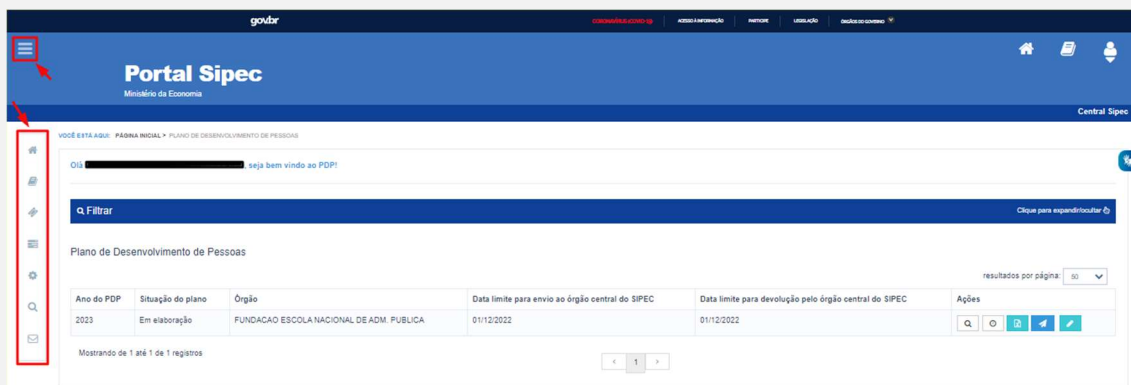 gov.br
CORONAVÍRUS (COVID-19) ACESSO À INFORMAÇÃO PARTICIPE LEGISLAÇÃO ÓRGÃOS DO GOVERNO
Portal Sipec
Ministério da Economia
Central Sipec
VOCÊ ESTÁ AQUI: PÁGINA INICIAL > PLANO DE DESENVOLVIMENTO DE PESSOAS
Olá , seja bem vindo ao PDP!
Filtrar Clique para expandir/ocultar
Plano de Desenvolvimento de Pessoas
resultados por página: 50
Ano do PDP Situação do plano Órgão Data limite para envio ao órgão central do SIPEC Data limite para devolução pelo órgão central do SIPEC Ações
2023 Em elaboração FUNDACAO ESCOLA NACIONAL DE ADM. PUBLICA 01/12/2022 01/12/2022
Mostrando de 1 até 1 de 1 registros
< 1 >